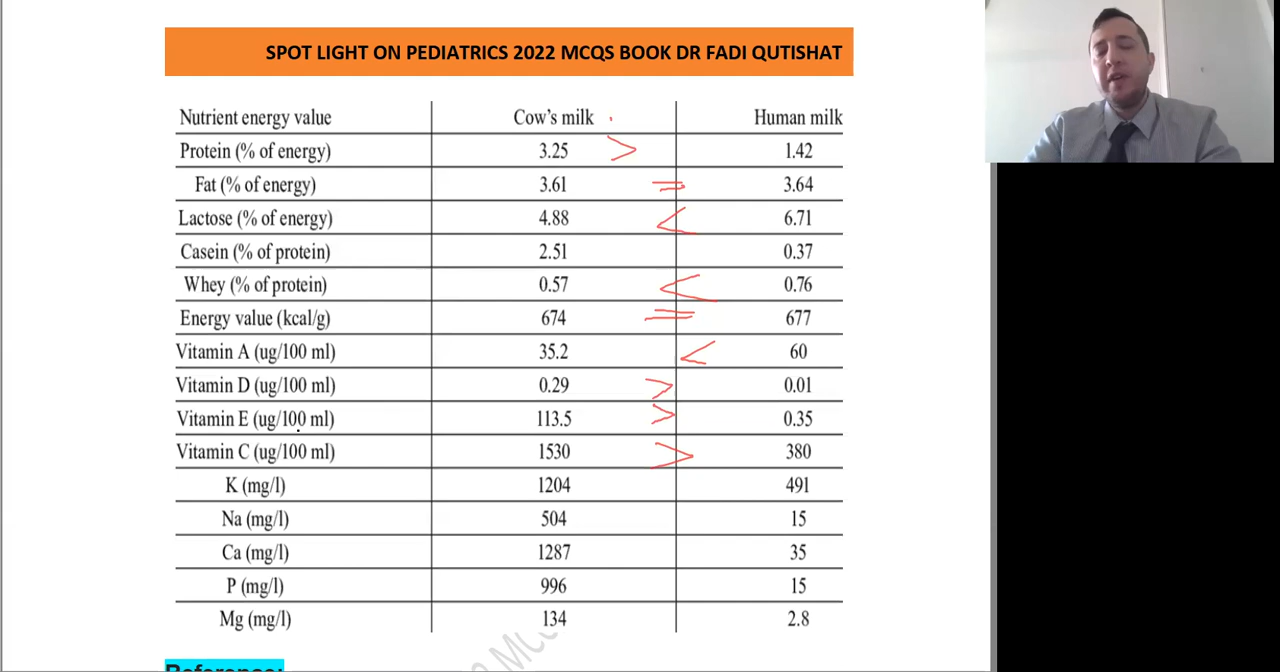 SPOT LIGHT ON PEDIATRICS 2022 MCQS BOOK DR FADI QUTISHAT
Nutrient energy value Cow's milk Human milk
Protein (% of energy) 3.25 > 1.42
Fat (% of energy) 3.61 = 3.64
Lactose (% of energy) 4.88 < 6.71
Casein (% of protein) 2.51 0.37
Whey (% of protein) 0.57 < 0.76
Energy value (kcal/g) 674 = 677
Vitamin A (ug/100 ml) 35.2 < 60
Vitamin D (ug/100 ml) 0.29 > 0.01
Vitamin E (ug/100 ml) 113.5 > 0.35
Vitamin C (ug/100 ml) 1530 > 380
K (mg/l) 1204 491
Na (mg/l) 504 15
Ca (mg/l) 1287 35
P (mg/l) 996 15
Mg (mg/l) 134 2.8
Reference: